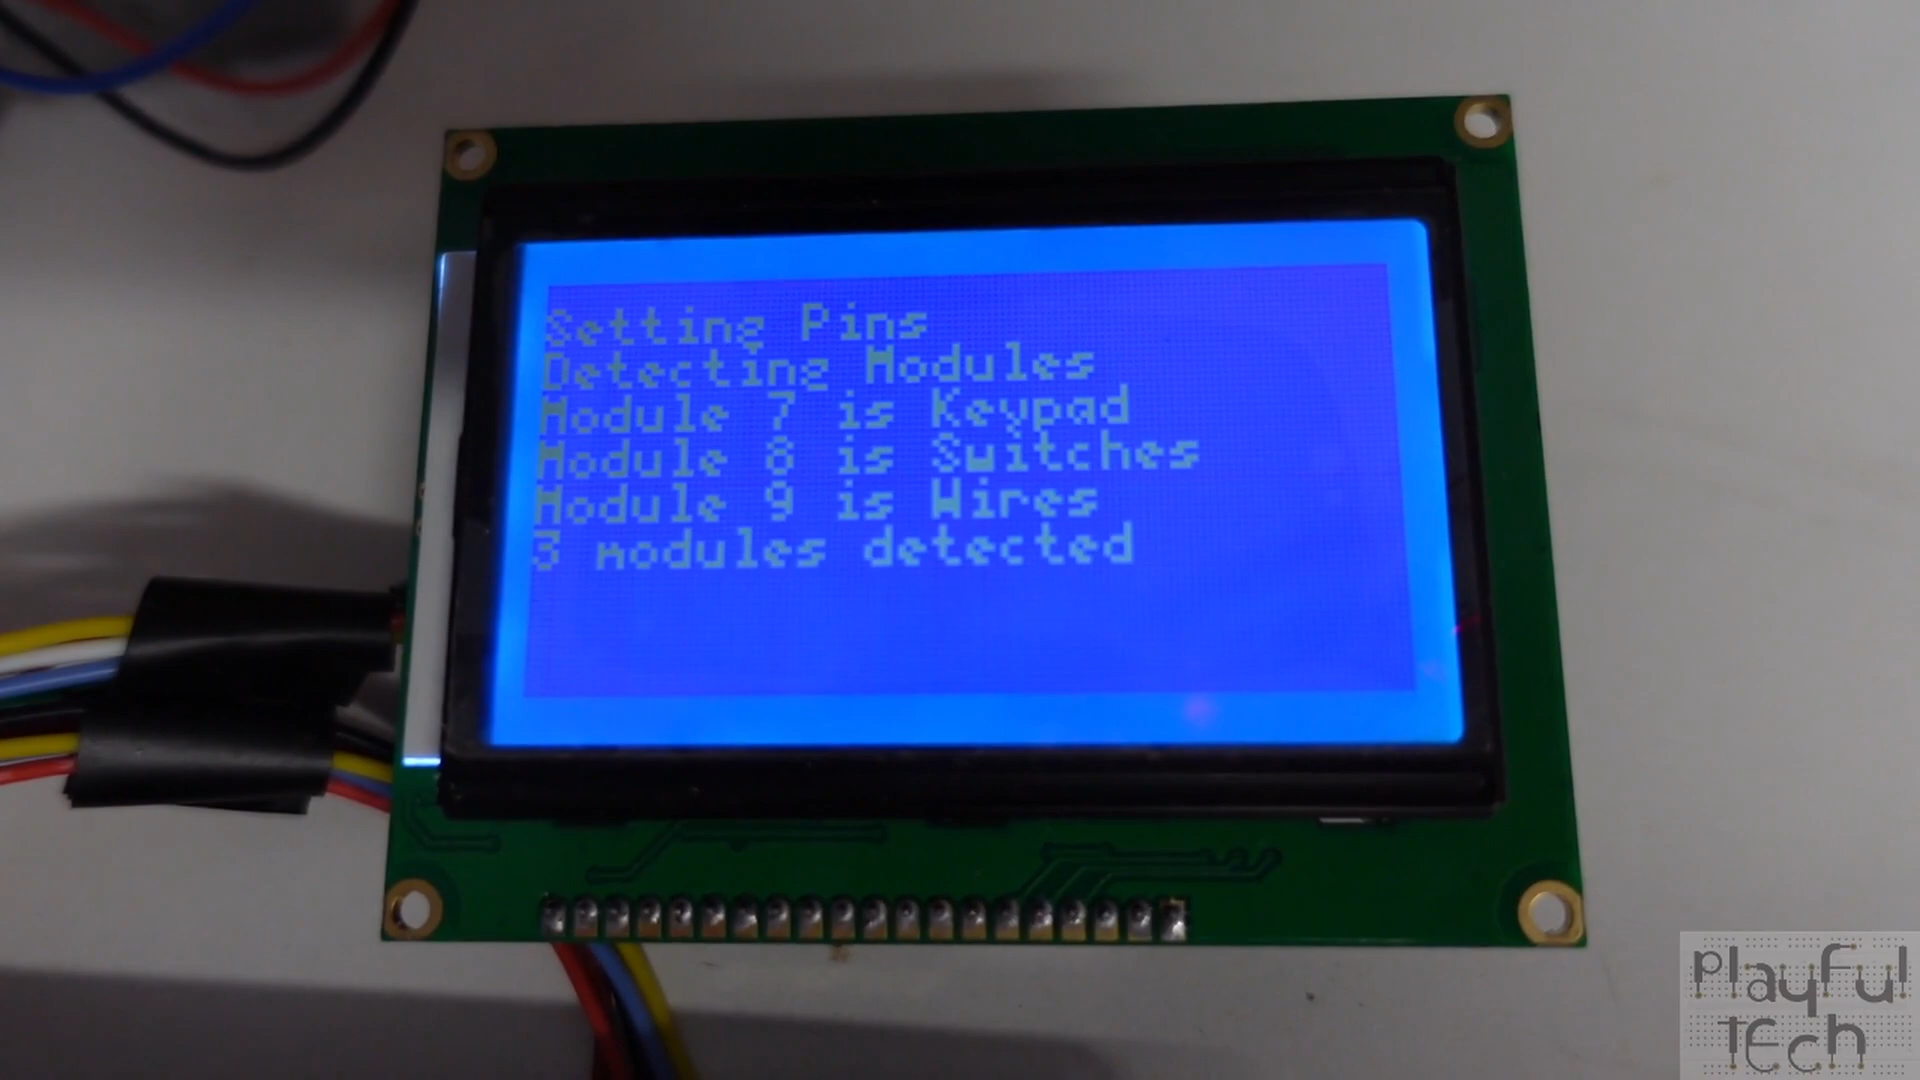 Setting Pins
Detecting Modules
Module 7 is Keypad
Module 8 is Switches
Module 9 is Wires
3 modules detected
playful
tech